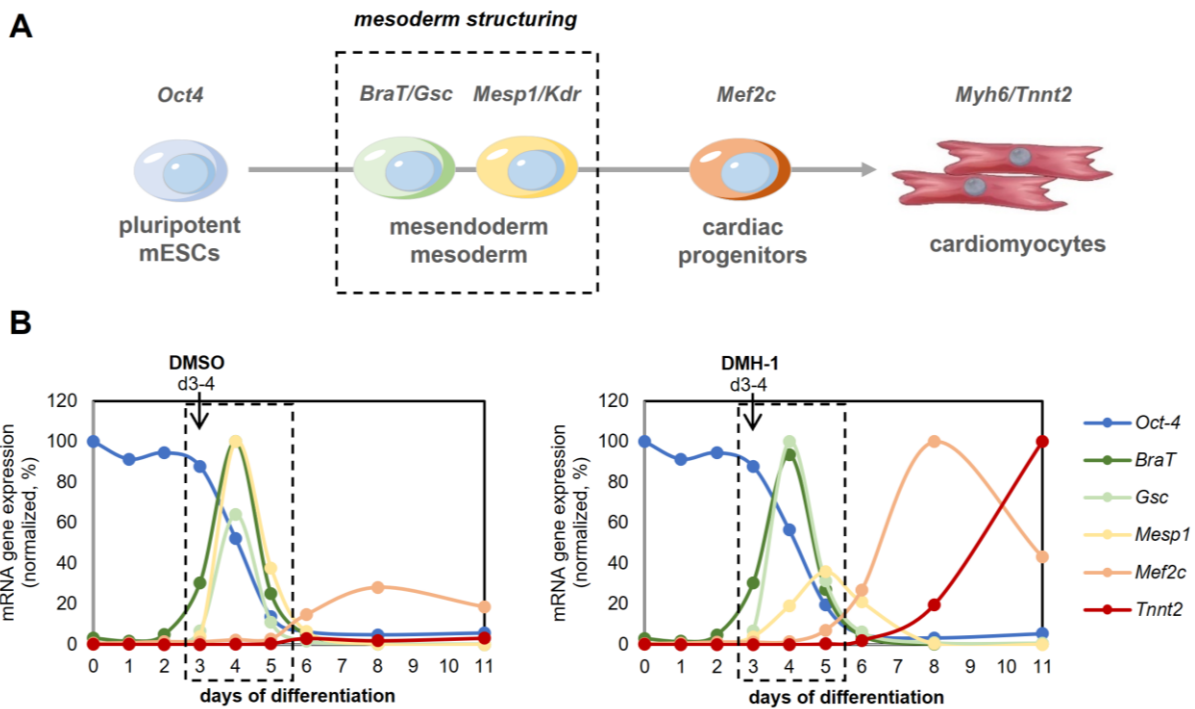 A
mesoderm structuring
Oct4
BraT/Gsc
Mesp1/Kdr
Mef2c
Myh6/Tnnt2
pluripotent
mESCs
mesendoderm
mesoderm
cardiac
progenitors
cardiomyocytes
B
DMSO
d3-4
120
100
80
60
40
20
0
mRNA gene expression
(normalized, %)
0 1 2 3 4 5 6 7 8 9 10 11
days of differentiation
DMH-1
d3-4
120
100
80
60
40
20
0
mRNA gene expression
(normalized, %)
0 1 2 3 4 5 6 7 8 9 10 11
days of differentiation
Oct-4
BraT
Gsc
Mesp1
Mef2c
Tnnt2